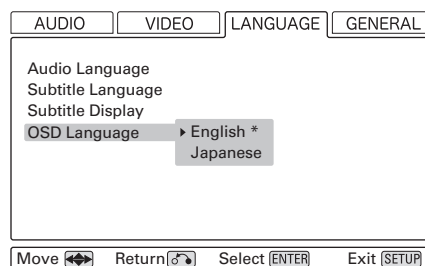 AUDIO VIDEO LANGUAGE GENERAL
Audio Language
Subtitle Language
Subtitle Display
OSD Language English *
Japanese
Move Return Select ENTER Exit SETUP